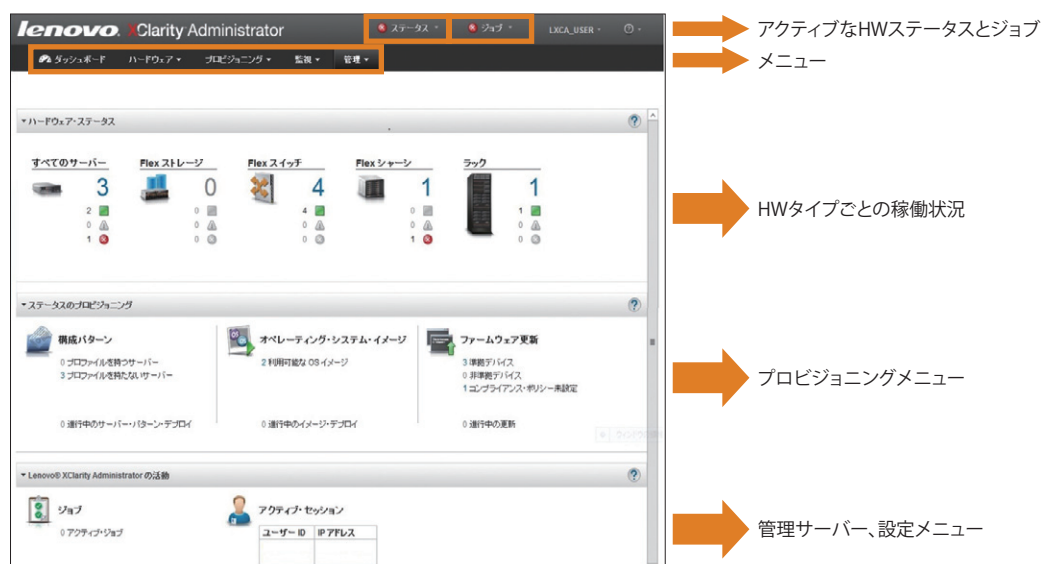 lenovo. XClarity Administrator
ステータス
ジョブ
LXCA_USER
アクティブなHWステータスとジョブ
ダッシュボード ハードウェア プロビジョニング 監視 管理
メニュー
ハードウェア・ステータス
すべてのサーバー Flex ストレージ Flex スイッチ Flex シャーシ ラック
3 0 4 1 1
2 0 4 0 1
0 0 0 0 0
1 0 0 1 0
HWタイプごとの稼働状況
ステータスのプロビジョニング
構成パターン
0 プロファイルを持つサーバー
3 プロファイルを持たないサーバー
0 進行中のサーバー・パターン・デプロイ
オペレーティング・システム・イメージ
2 利用可能な OS イメージ
0 進行中のイメージ・デプロイ
ファームウェア更新
3 準拠デバイス
0 非準拠デバイス
1 コンプライアンス・ポリシー未設定
0 進行中の更新
プロビジョニングメニュー
Lenovo® XClarity Administrator の活動
ジョブ
0 アクティブ・ジョブ
アクティブ・セッション
ユーザー ID IP アドレス
管理サーバー、設定メニュー